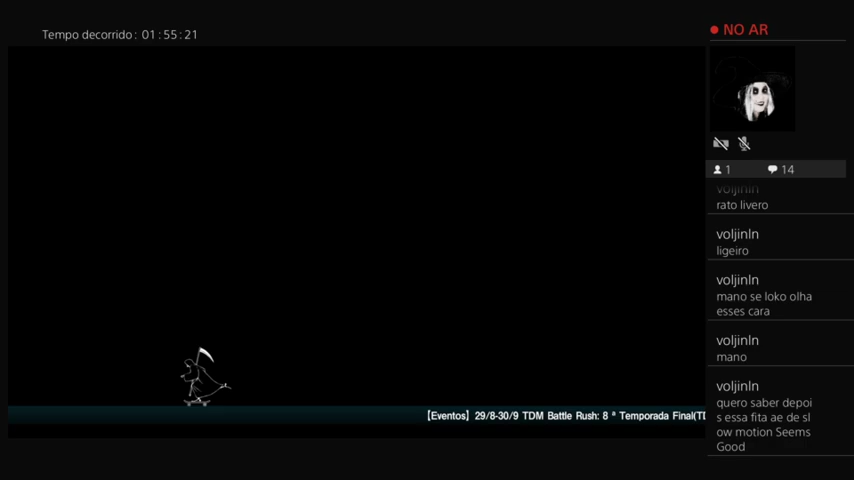 Tempo decorrido: 01:55:21
NO AR
1 14
voljinln
rato livero
voljinln
ligeiro
voljinln
mano se loko olha
esses cara
voljinln
mano
voljinln
quero saber depoi
s essa fita ae de sl
ow motion Seems
Good
【Eventos】 29/8-30/9 TDM Battle Rush: 8 ª Temporada Final(TD